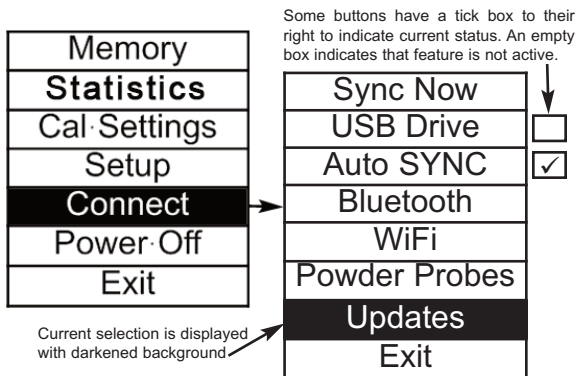 Some buttons have a tick box to their
right to indicate current status. An empty
box indicates that feature is not active.
Memory
Statistics
Cal·Settings
Setup
Connect
Power·Off
Exit
Sync Now
USB Drive
Auto SYNC
Bluetooth
WiFi
Powder Probes
Updates
Exit
Current selection is displayed
with darkened background